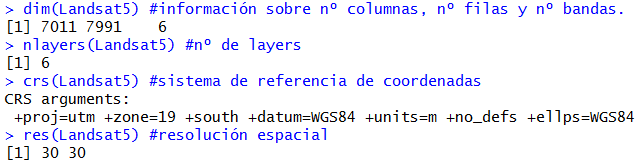 > dim(Landsat5) #información sobre nº columnas, nº filas y nº bandas.
[1] 7011 7991    6
> nlayers(Landsat5) #nº de layers
[1] 6
> crs(Landsat5) #sistema de referencia de coordenadas
CRS arguments:
 +proj=utm +zone=19 +south +datum=WGS84 +units=m +no_defs +ellps=WGS84
> res(Landsat5) #resolución espacial
[1] 30 30